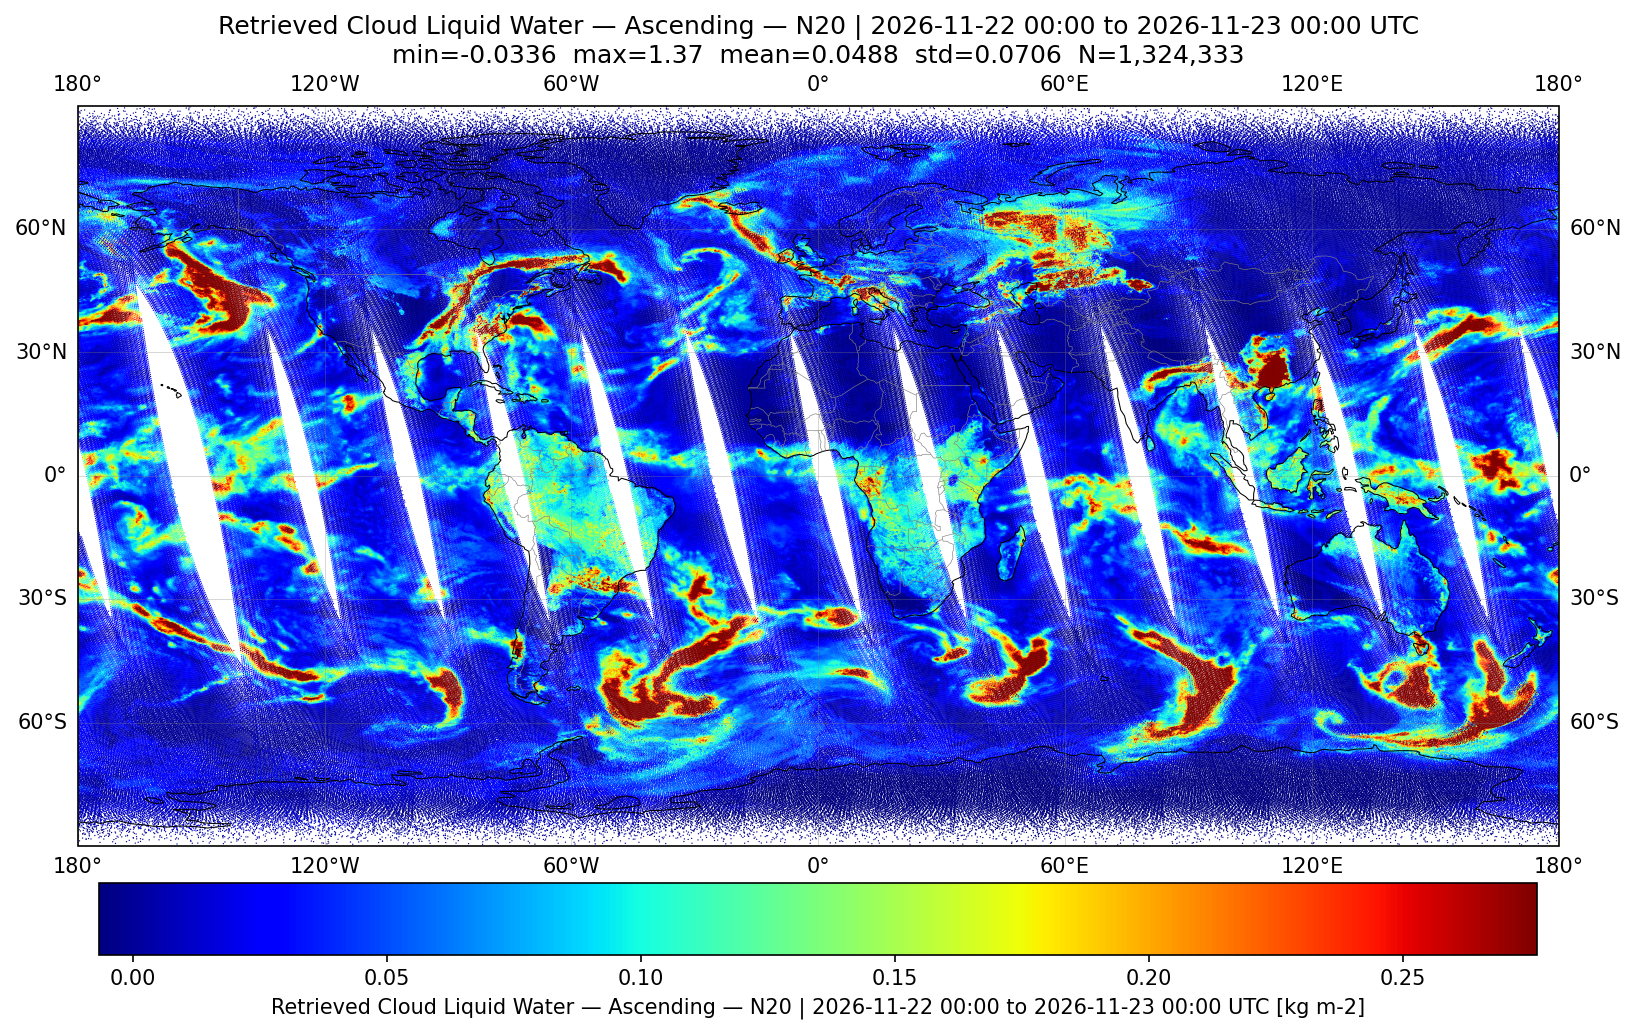 Retrieved Cloud Liquid Water — Ascending — N20 | 2026-11-22 00:00 to 2026-11-23 00:00 UTC
min=-0.0336 max=1.37 mean=0.0488 std=0.0706 N=1,324,333
180° 120°W 60°W 0° 60°E 120°E 180°
60°N 60°N
30°N 30°N
0° 0°
30°S 30°S
60°S 60°S
180° 120°W 60°W 0° 60°E 120°E 180°
0.00 0.05 0.10 0.15 0.20 0.25
Retrieved Cloud Liquid Water — Ascending — N20 | 2026-11-22 00:00 to 2026-11-23 00:00 UTC [kg m-2]